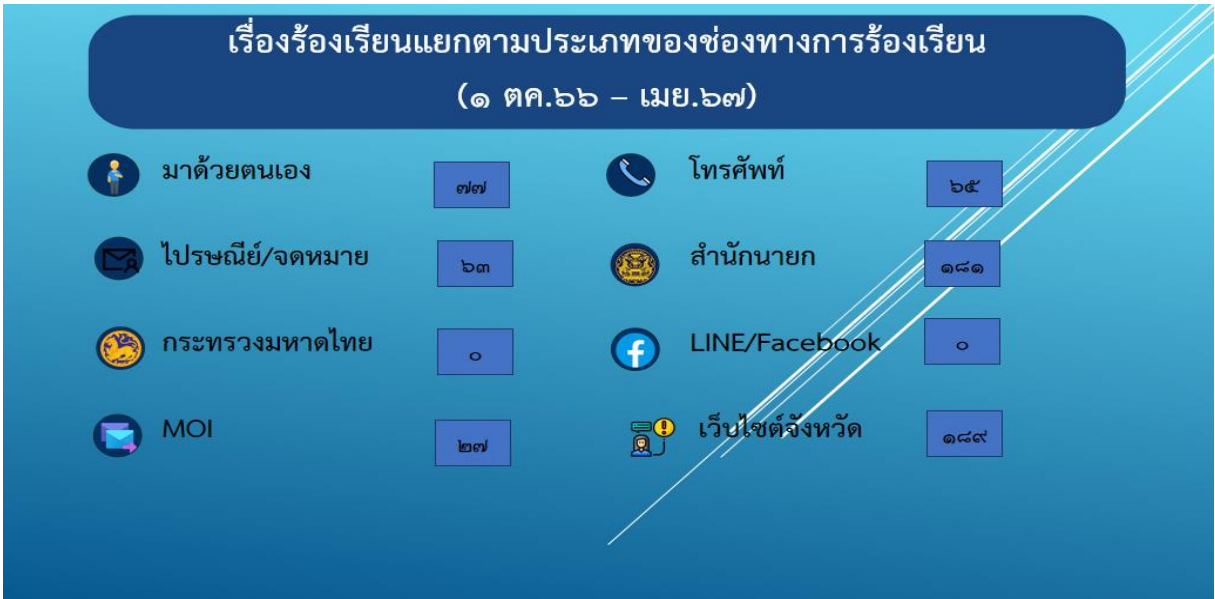 เรื่องร้องเรียนแยกตามประเภทของช่องทางการร้องเรียน
(๑ ตค.๖๖ – เมย.๖๗)
มาด้วยตนเอง ๗๗ โทรศัพท์ ๖๕
ไปรษณีย์/จดหมาย ๖๓ สำนักนายก ๑๘๑
กระทรวงมหาดไทย ๐ LINE/Facebook ๐
MOI ๒๗ เว็บไซต์จังหวัด ๑๘๙